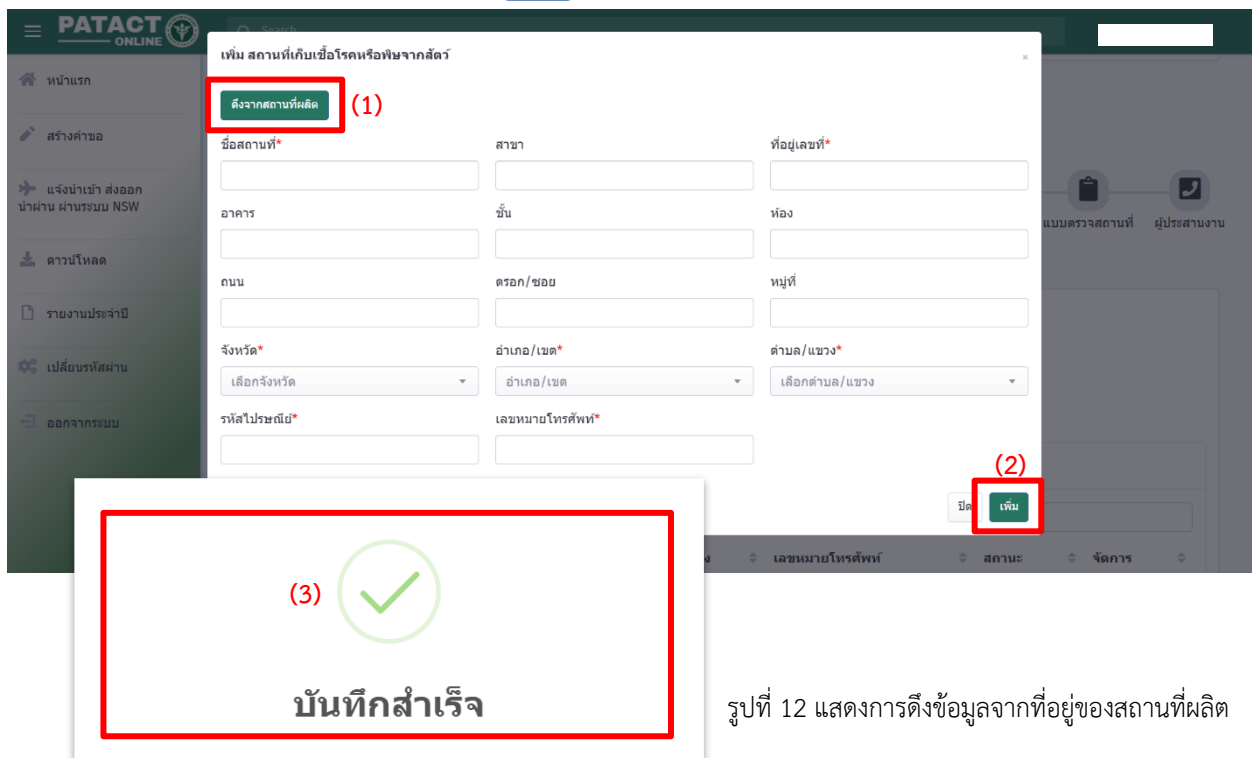 PATACT
ONLINE
Search
หน้าแรก
สร้างคำขอ
แจ้งนำเข้า ส่งออก
นำผ่าน ผ่านระบบ NSW
ดาวน์โหลด
รายงานประจำปี
เปลี่ยนรหัสผ่าน
ออกจากระบบ
เพิ่ม สถานที่เก็บเชื้อโรคหรือพิษจากสัตว์
×
ดึงจากสถานที่ผลิต
(1)
ชื่อสถานที่* สาขา ที่อยู่เลขที่*
อาคาร ชั้น ห้อง
ถนน ตรอก/ซอย หมู่ที่
จังหวัด* อำเภอ/เขต* ตำบล/แขวง*
เลือกจังหวัด อำเภอ/เขต เลือกตำบล/แขวง
รหัสไปรษณีย์* เลขหมายโทรศัพท์*
(2)
ปิด เพิ่ม
แบบตรวจสถานที่ ผู้ประสานงาน
เลขหมายโทรศัพท์ สถานะ จัดการ
(3)
บันทึกสำเร็จ
รูปที่ 12 แสดงการดึงข้อมูลจากที่อยู่ของสถานที่ผลิต